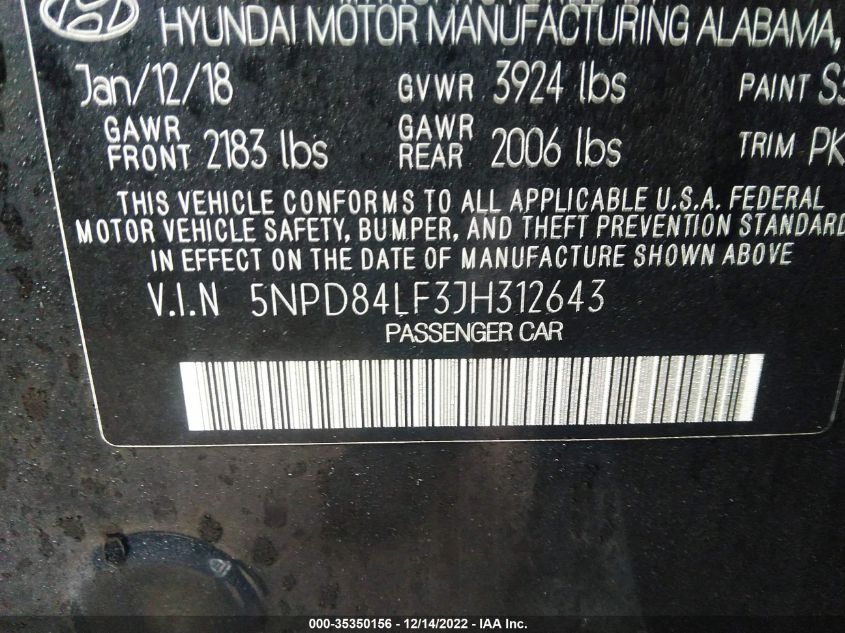 HYUNDAI MOTOR MANUFACTURING ALABAMA,
Jan/12/18 GVWR 3924 lbs PAINT
GAWR FRONT 2183 lbs GAWR REAR 2006 lbs TRIM PK
THIS VEHICLE CONFORMS TO ALL APPLICABLE U.S.A. FEDERAL
MOTOR VEHICLE SAFETY, BUMPER, AND THEFT PREVENTION STANDARD
IN EFFECT ON THE DATE OF MANUFACTURE SHOWN ABOVE
V.I.N 5NPD84LF3JH312643
PASSENGER CAR
000-35350156 - 12/14/2022 - IAA Inc.